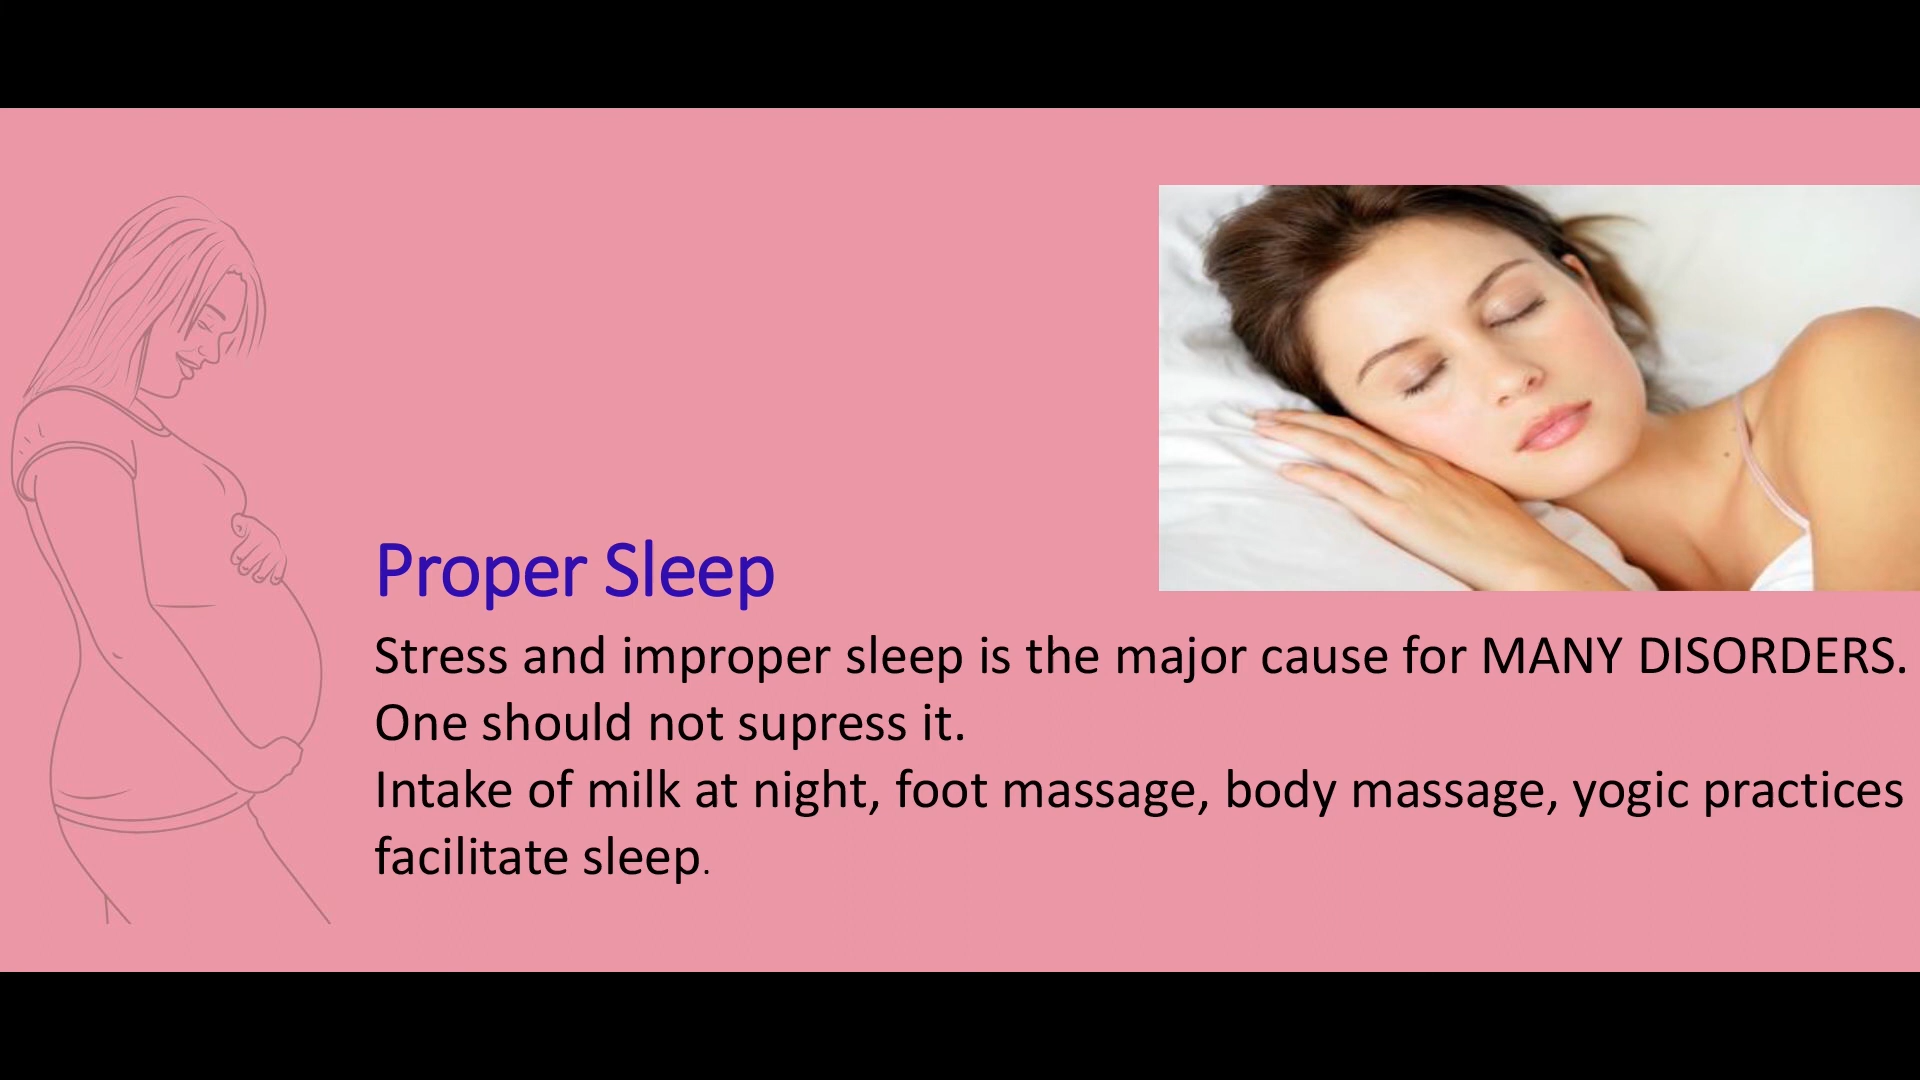 Proper Sleep
Stress and improper sleep is the major cause for MANY DISORDERS.
One should not supress it.
Intake of milk at night, foot massage, body massage, yogic practices
facilitate sleep.